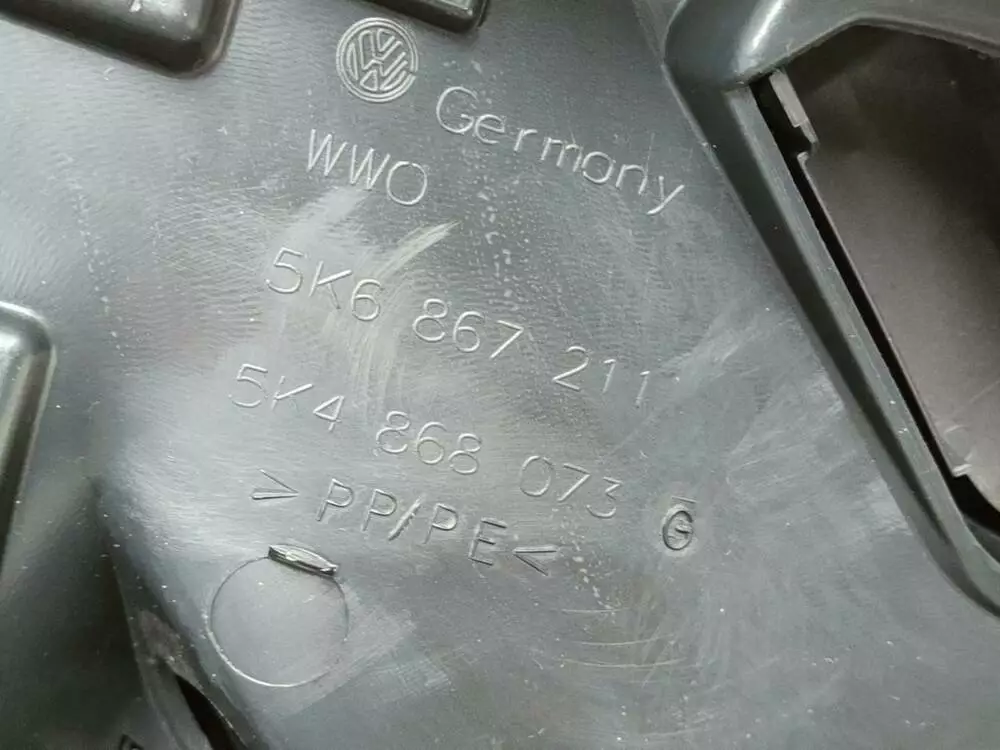 Germany
WWO
5K6 867 211
5K4 868 073 G
>PP/PE<